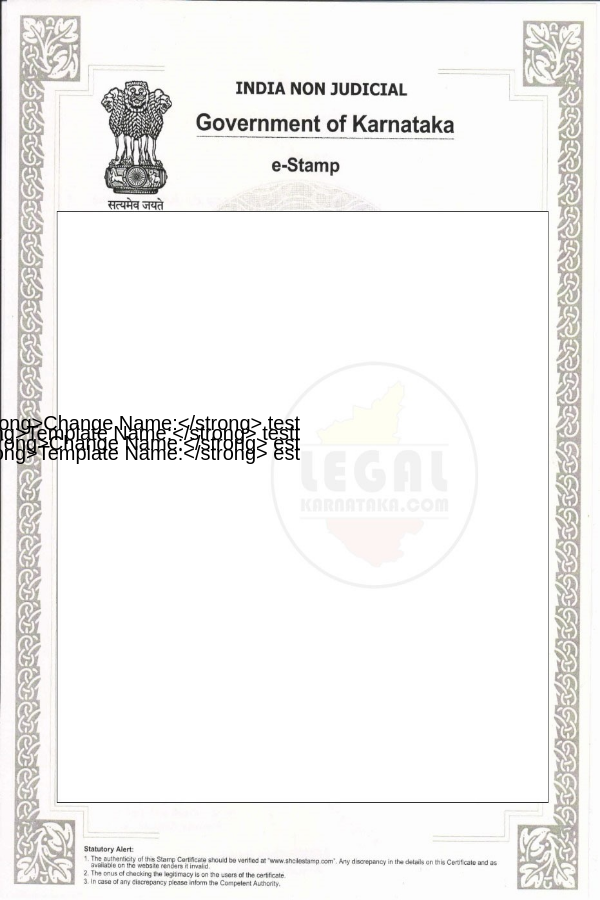 INDIA NON JUDICIAL
Government of Karnataka
e-Stamp
सत्यमेव जयते
ong>Change Name:</strong> test
g>Template Name:</strong> test
ong>Change Name:</strong> est
ong>Template Name:</strong> est
LEGAL
KARNATAKA.COM
Statutory Alert:
1. The authenticity of this Stamp Certificate should be verified at "www.shcilestamp.com". Any discrepancy in the details on this Certificate and as
available on the website renders it invalid.
2. The onus of checking the legitimacy is on the users of the certificate.
3. In case of any discrepancy please inform the Competent Authority.